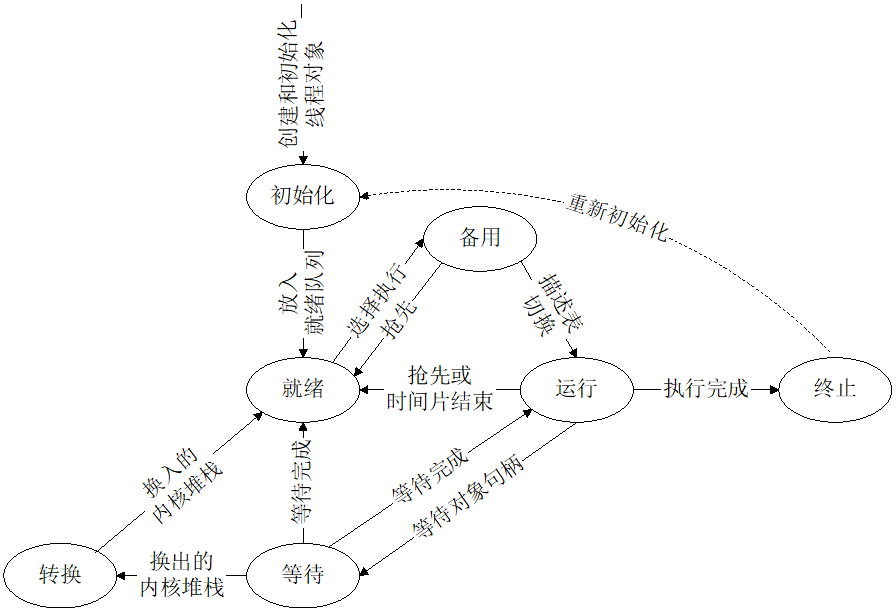 创建和初始化
线程对象
初始化
重新初始化
备用
放入
就绪队列
选择执行
抢先
描述表
切换
就绪
抢先或
时间片结束
运行
执行完成
终止
换入的
内核堆栈
等待完成
等待完成
等待对象句柄
转换
换出的
内核堆栈
等待